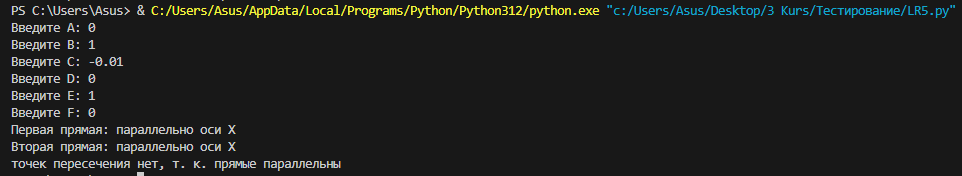 PS C:\Users\Asus> & C:/Users/Asus/AppData/Local/Programs/Python/Python312/python.exe "c:/Users/Asus/Desktop/3 Kurs/Тестирование/LR5.py"
Введите A: 0
Введите B: 1
Введите C: -0.01
Введите D: 0
Введите E: 1
Введите F: 0
Первая прямая: параллельно оси X
Вторая прямая: параллельно оси X
точек пересечения нет, т. к. прямые параллельны